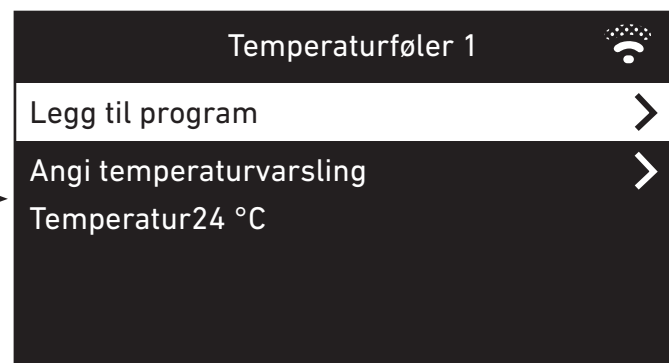 Temperaturføler 1
Legg til program
Angi temperaturvarsling
Temperatur24 °C